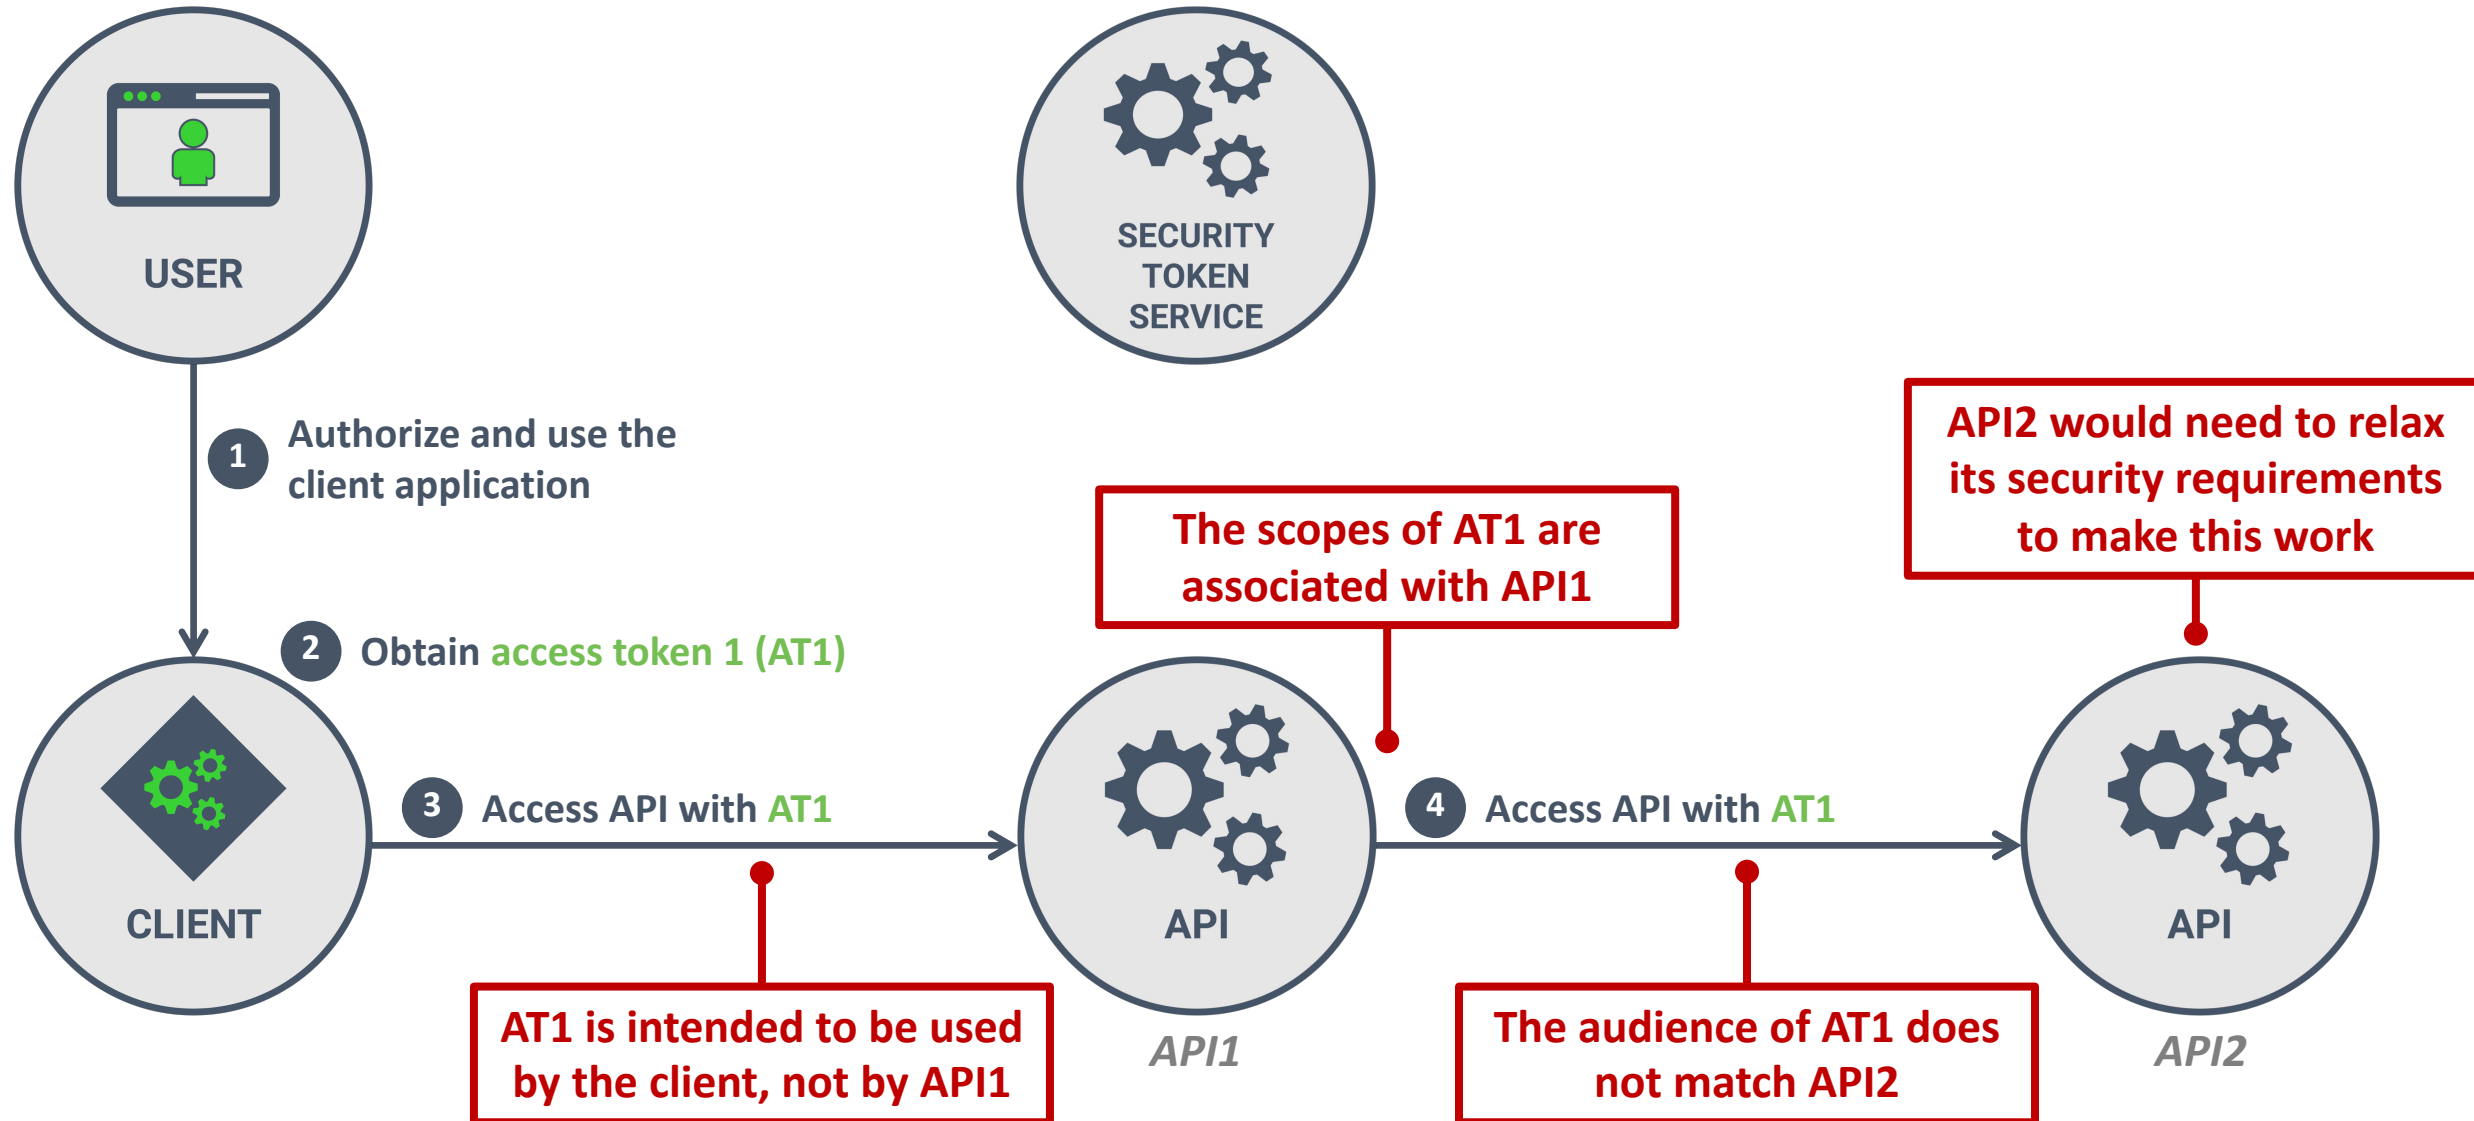 USER
SECURITY
TOKEN
SERVICE
1 Authorize and use the
client application
2 Obtain access token 1 (AT1)
CLIENT
3 Access API with AT1
AT1 is intended to be used
by the client, not by API1
The scopes of AT1 are
associated with API1
API
API1
4 Access API with AT1
The audience of AT1 does
not match API2
API2 would need to relax
its security requirements
to make this work
API
API2